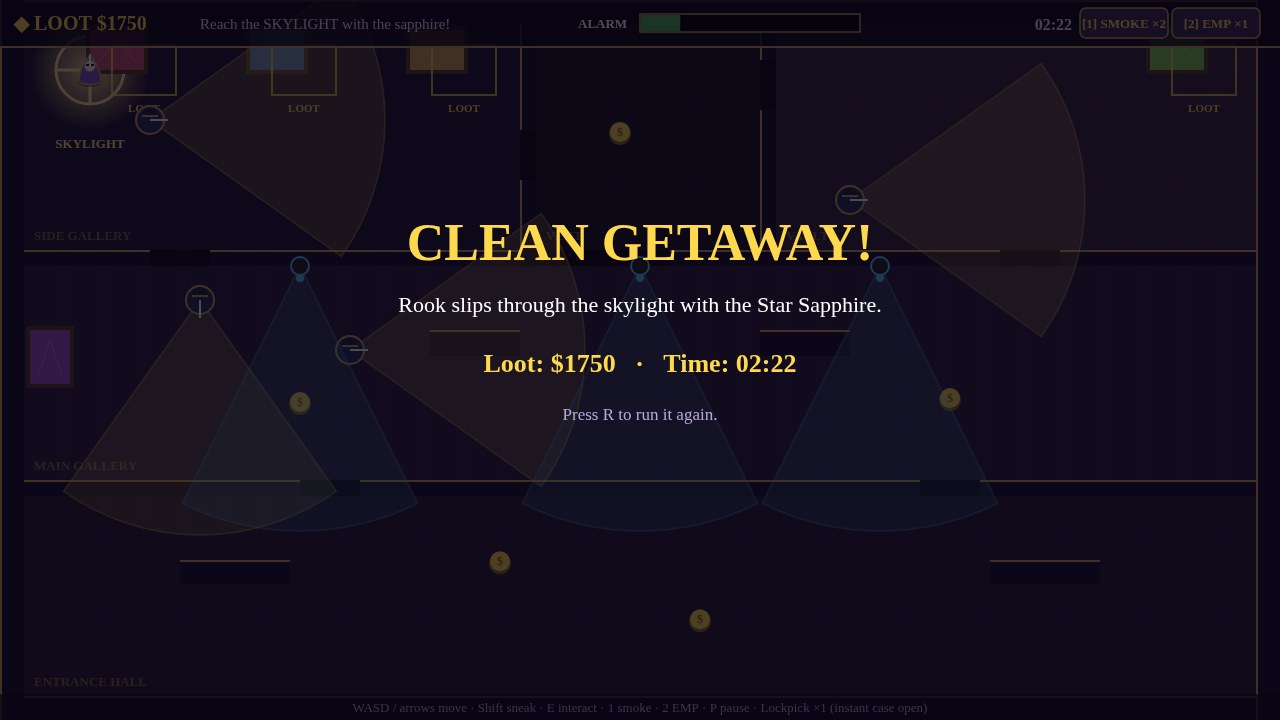 ◆ LOOT $1750
Reach the SKYLIGHT with the sapphire!
ALARM
02:22
[1] SMOKE ×2
[2] EMP ×1
LOOT
LOOT
LOOT
LOOT
SKYLIGHT
$
SIDE GALLERY
CLEAN GETAWAY!
Rook slips through the skylight with the Star Sapphire.
Loot: $1750 · Time: 02:22
$
$
Press R to run it again.
MAIN GALLERY
$
$
ENTRANCE HALL
WASD / arrows move · Shift sneak · E interact · 1 smoke · 2 EMP · P pause · Lockpick ×1 (instant case open)